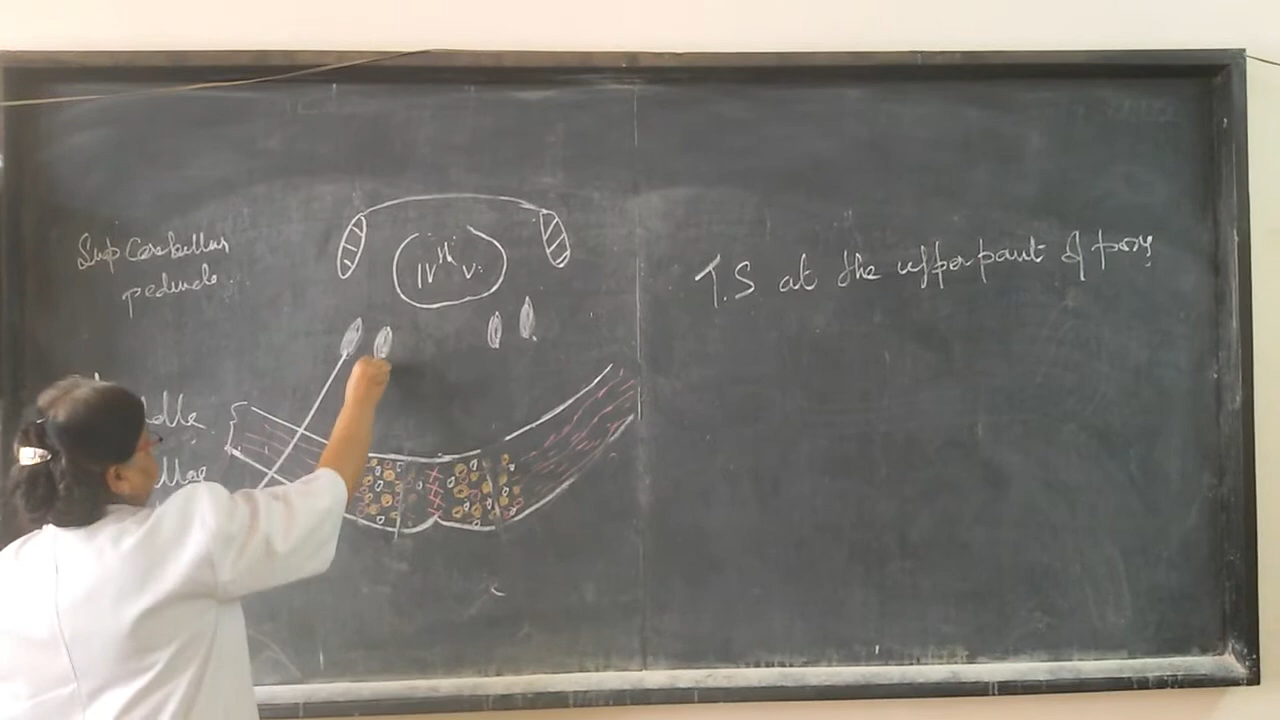 Sup Cerebellar
peduncle
IVth V:
T.S at the upper part of pons